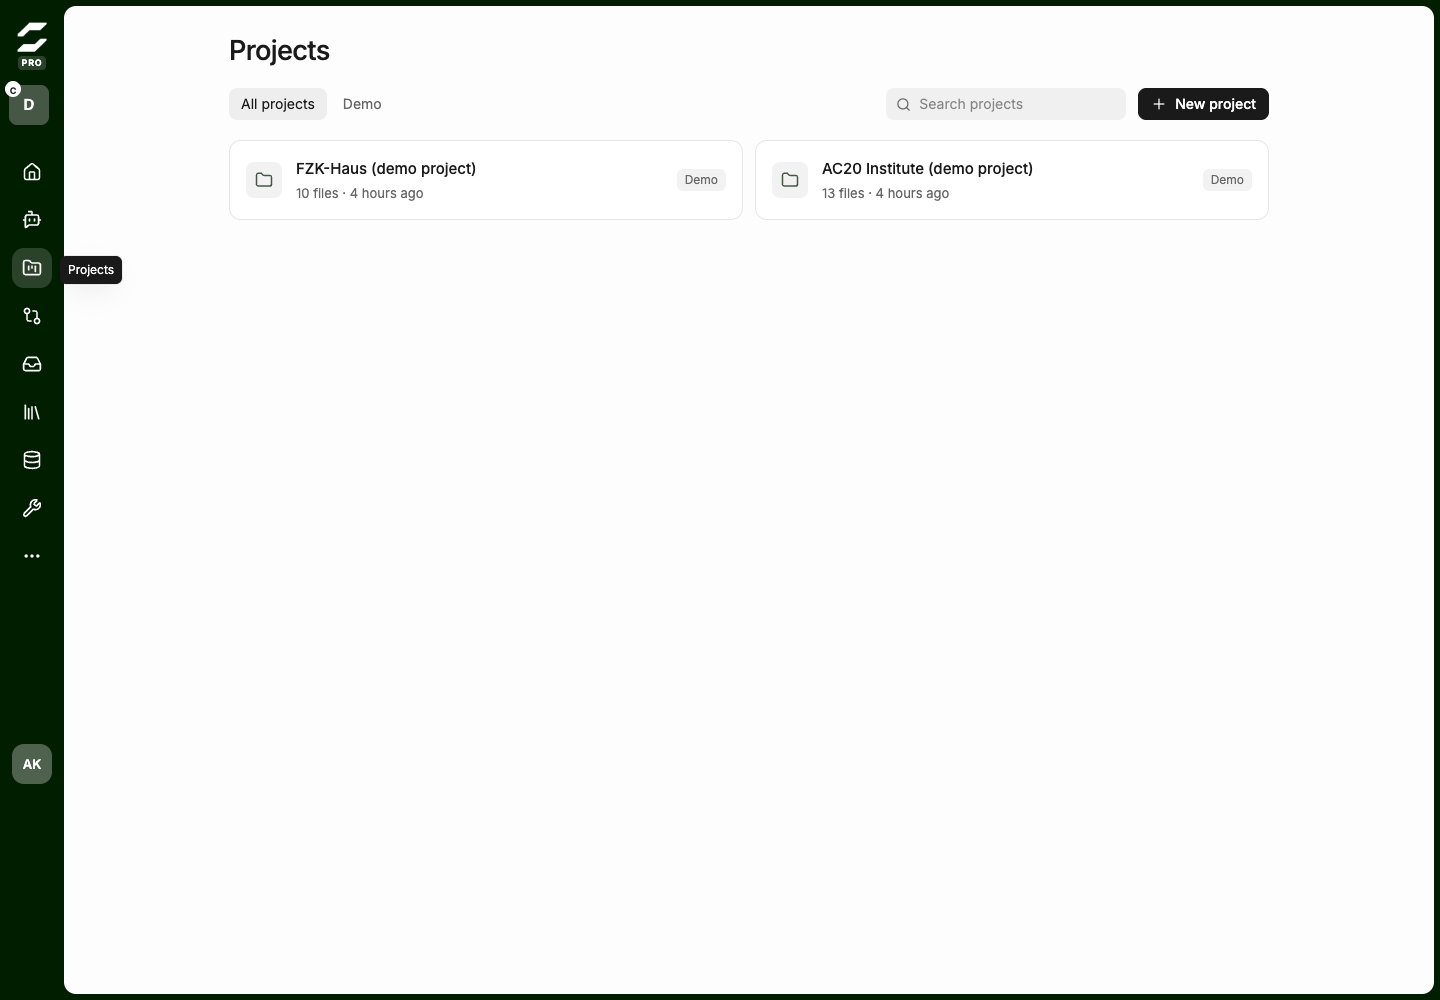 PRO
C
D
Projects
All projects
Demo
Search projects
New project
FZK-Haus (demo project)
10 files · 4 hours ago
Demo
AC20 Institute (demo project)
13 files · 4 hours ago
Demo
Projects
AK